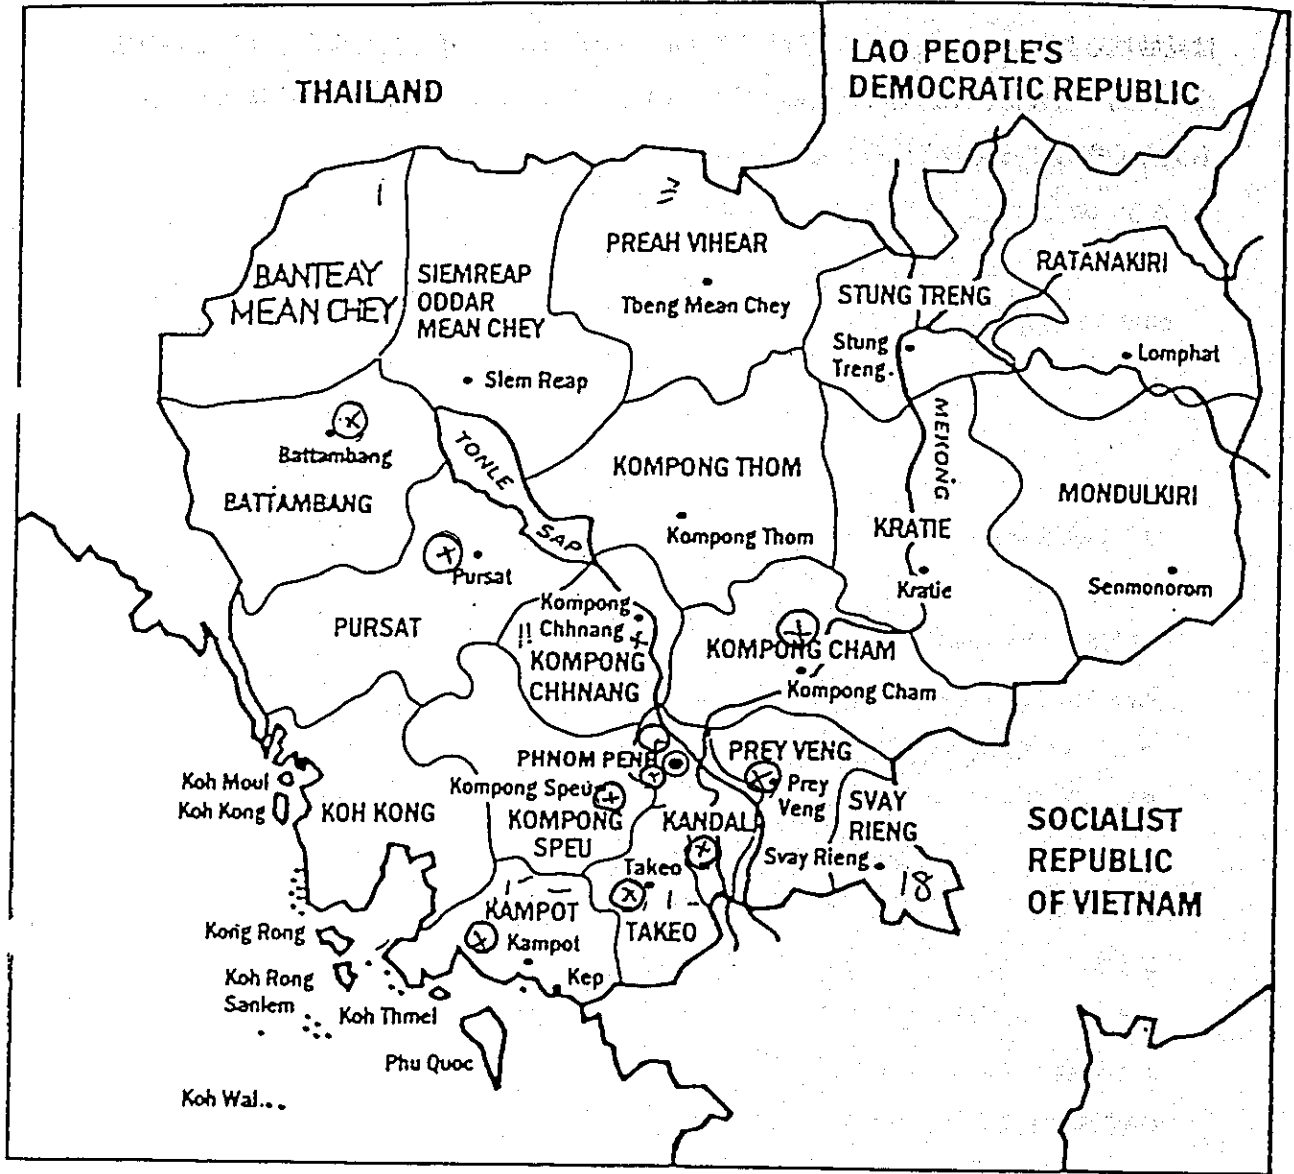 THAILAND
LAO PEOPLE'S
DEMOCRATIC REPUBLIC
BANTEAY
MEAN CHEY
SIEMREAP
ODDAR
MEAN CHEY
Siem Reap
PREAH VIHEAR
Tbeng Mean Chey
STUNG TRENG
Stung
Treng
RATANAKIRI
Lomphat
Battambang
BATTAMBANG
TONLE
SAP
KOMPONG THOM
Kompong Thom
MEKONG
KRATIE
Kratie
MONDULKIRI
Senmonorom
Pursat
PURSAT
Kompong
Chhnang
KOMPONG
CHHNANG
KOMPONG CHAM
Kompong Cham
PHNOM PENH
Kompong Speu
KOMPONG
SPEU
KANDAL
PREY VENG
Prey
Veng
SVAY
RIENG
Svay Rieng
18
SOCIALIST
REPUBLIC
OF VIETNAM
Koh Moul
Koh Kong
KOH KONG
Takeo
TAKEO
KAMPOT
Kampot
Kep
Kong Rong
Koh Rong
Sanlem
Koh Thmel
Phu Quoc
Koh Wal